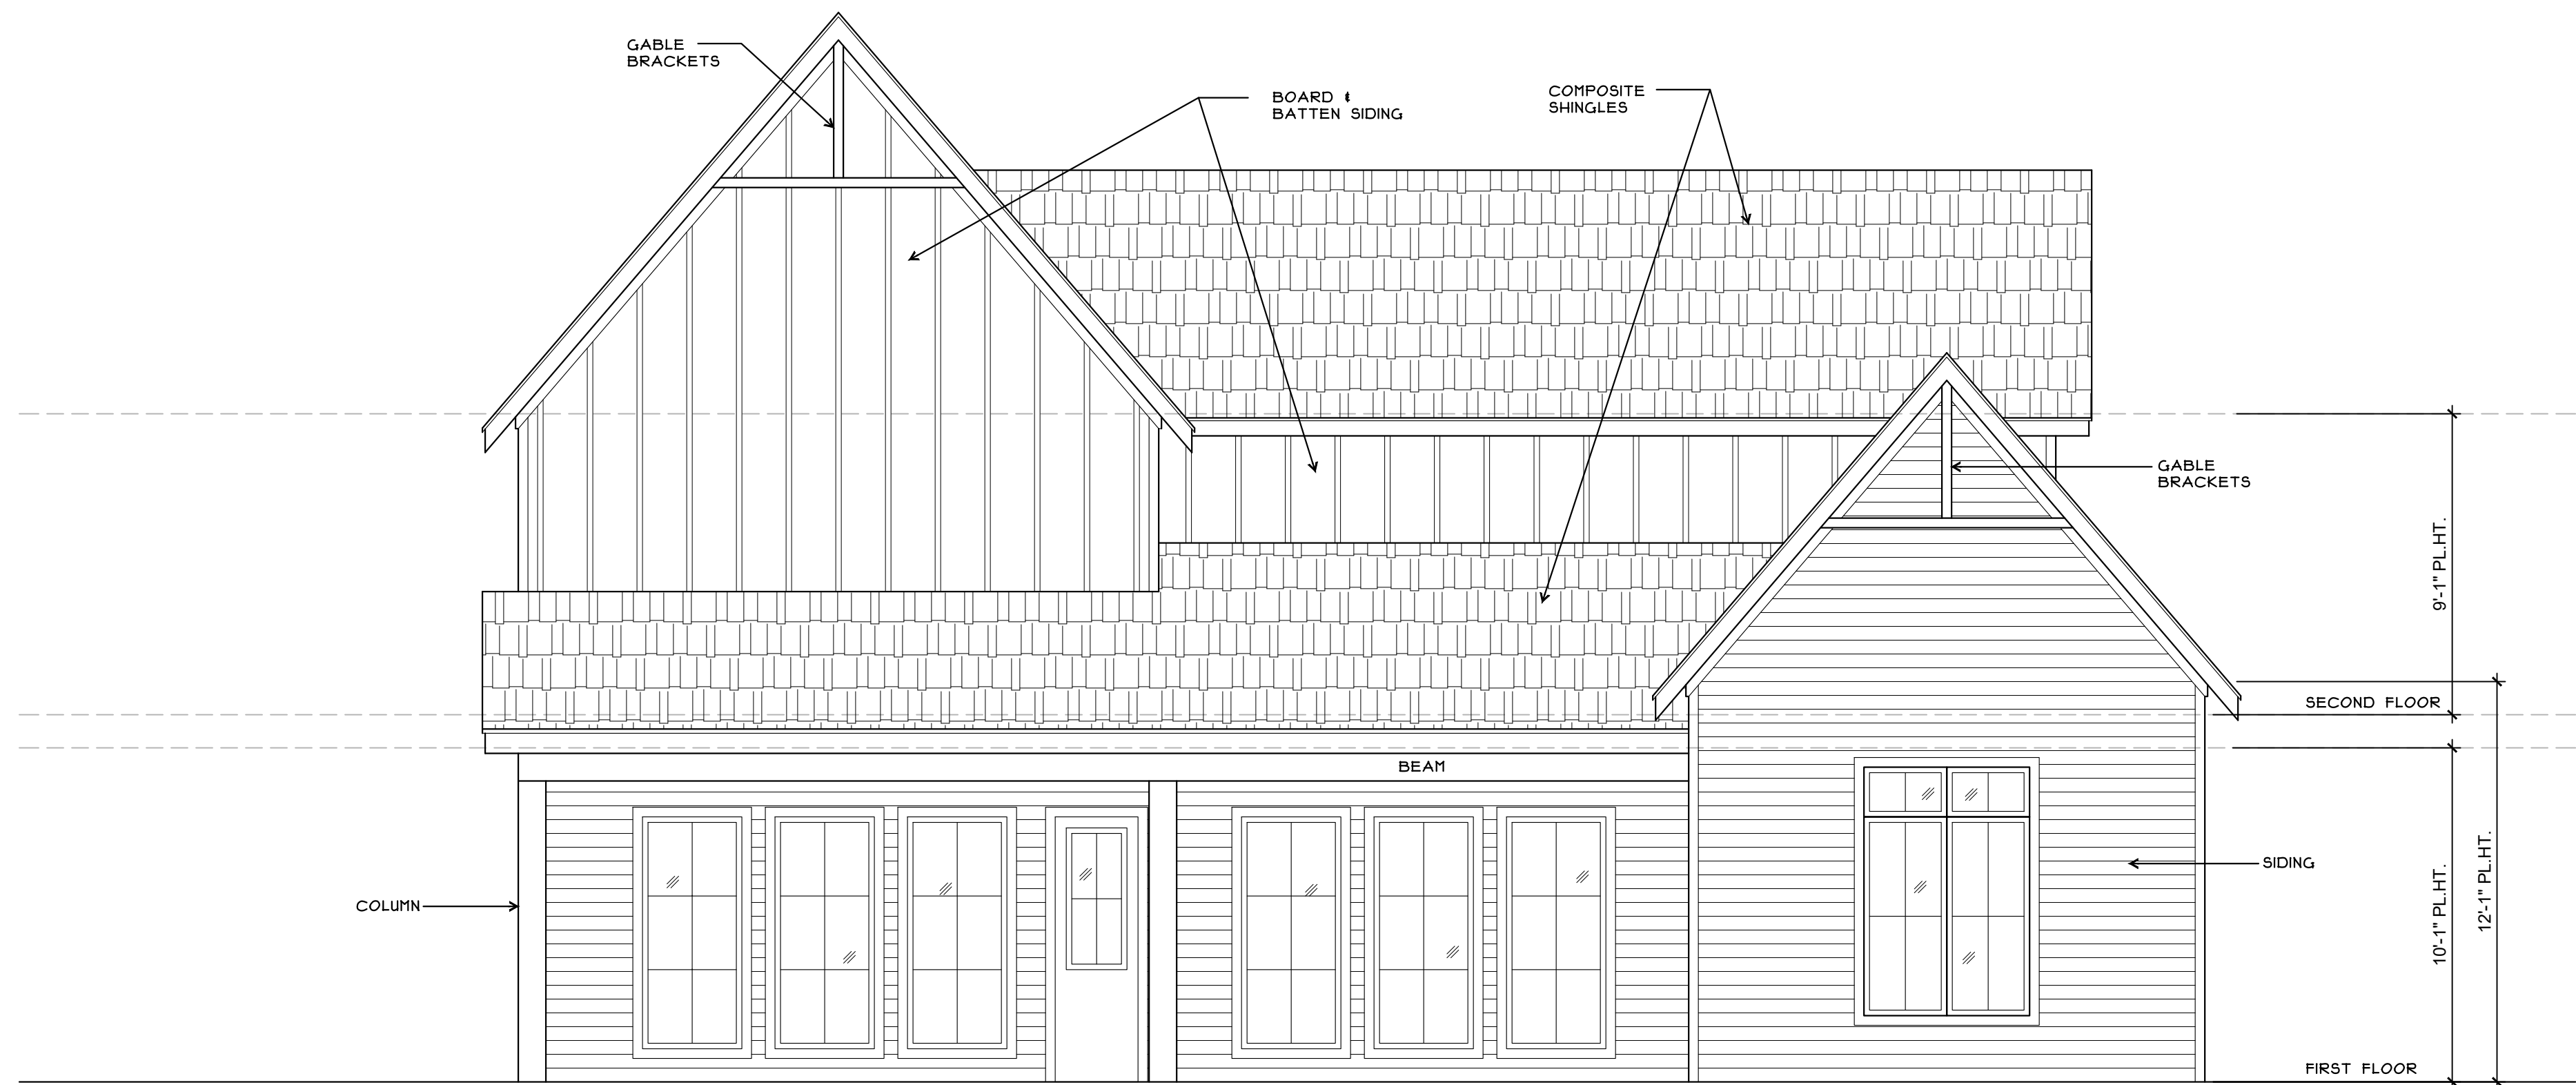 GABLE
BRACKETS
BOARD &
BATTEN SIDING
COMPOSITE
SHINGLES
GABLE
BRACKETS
9'-1" PL.HT.
SECOND FLOOR
BEAM
SIDING
COLUMN
10'-1" PL.HT.
12'-1" PL.HT.
FIRST FLOOR